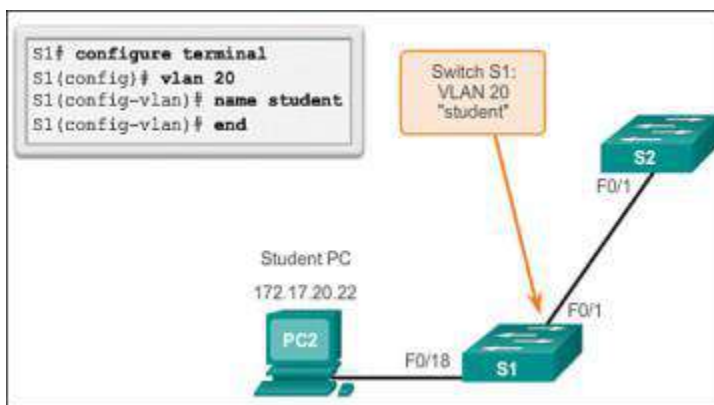 S1# configure terminal
S1(config)# vlan 20
S1(config-vlan)# name student
S1(config-vlan)# end
Switch S1:
VLAN 20
"student"
S2
F0/1
Student PC
172.17.20.22
F0/1
PC2
F0/18
S1